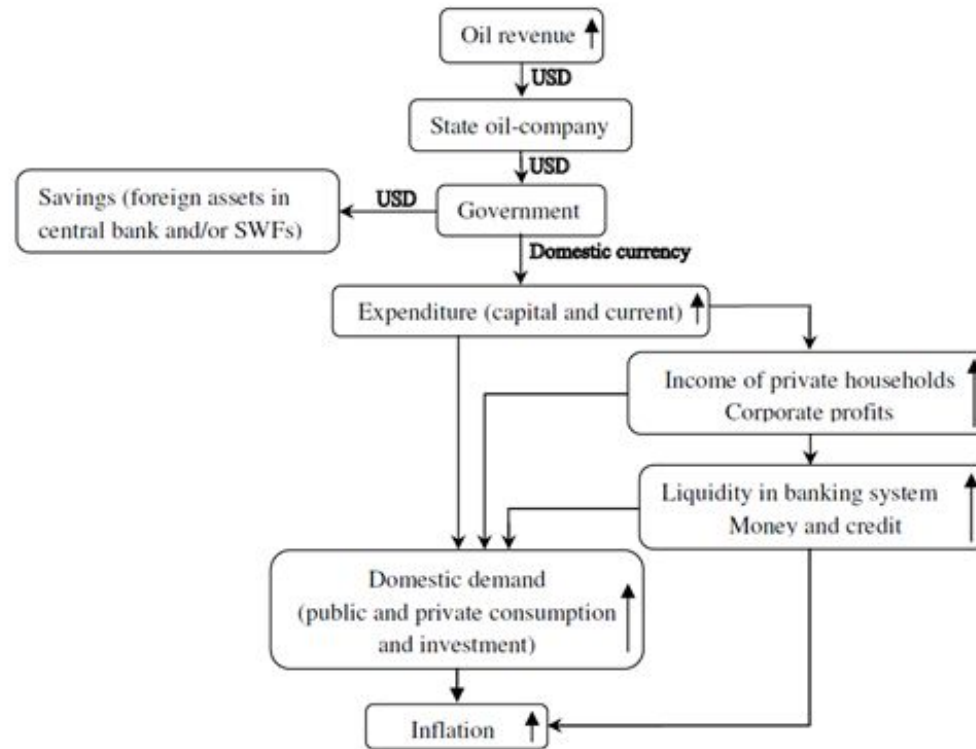 Oil revenue
USD
State oil-company
USD
Savings (foreign assets in
central bank and/or SWFs)
USD
Government
Domestic currency
Expenditure (capital and current)
Income of private households
Corporate profits
Liquidity in banking system
Money and credit
Domestic demand
(public and private consumption
and investment)
Inflation